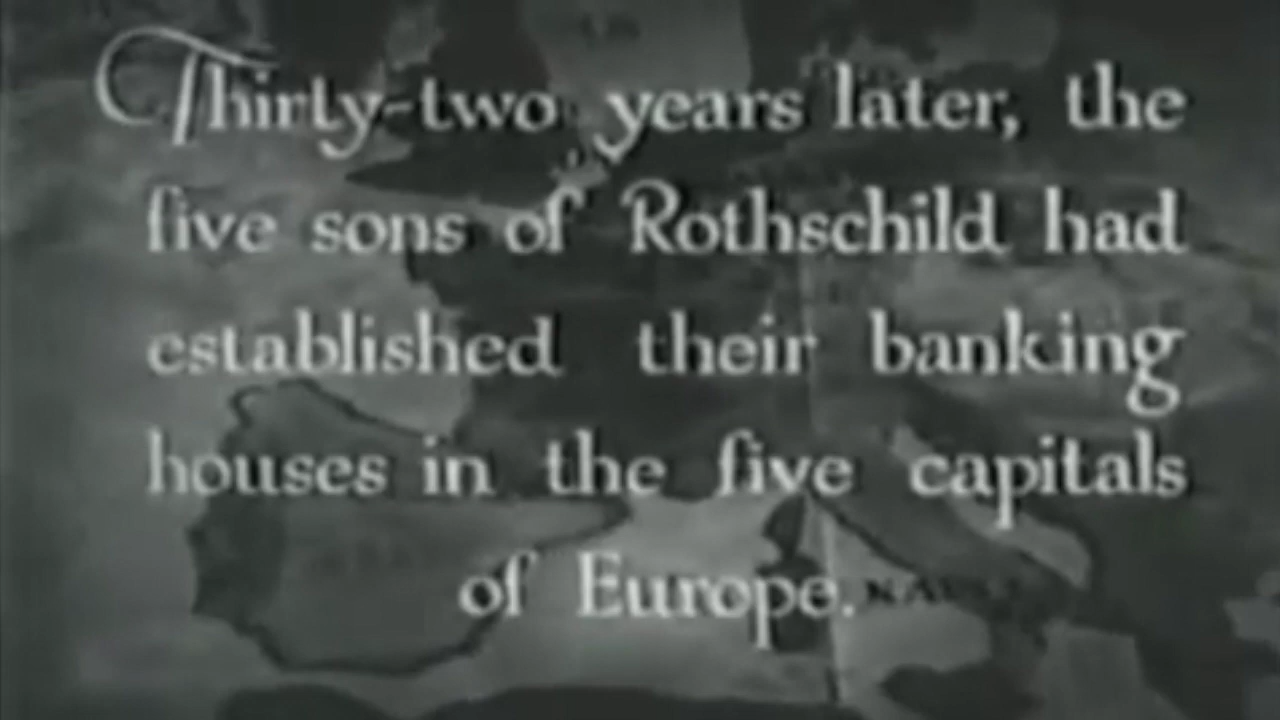 Thirty-two years later, the
five sons of Rothschild had
established their banking
houses in the five capitals
of Europe.